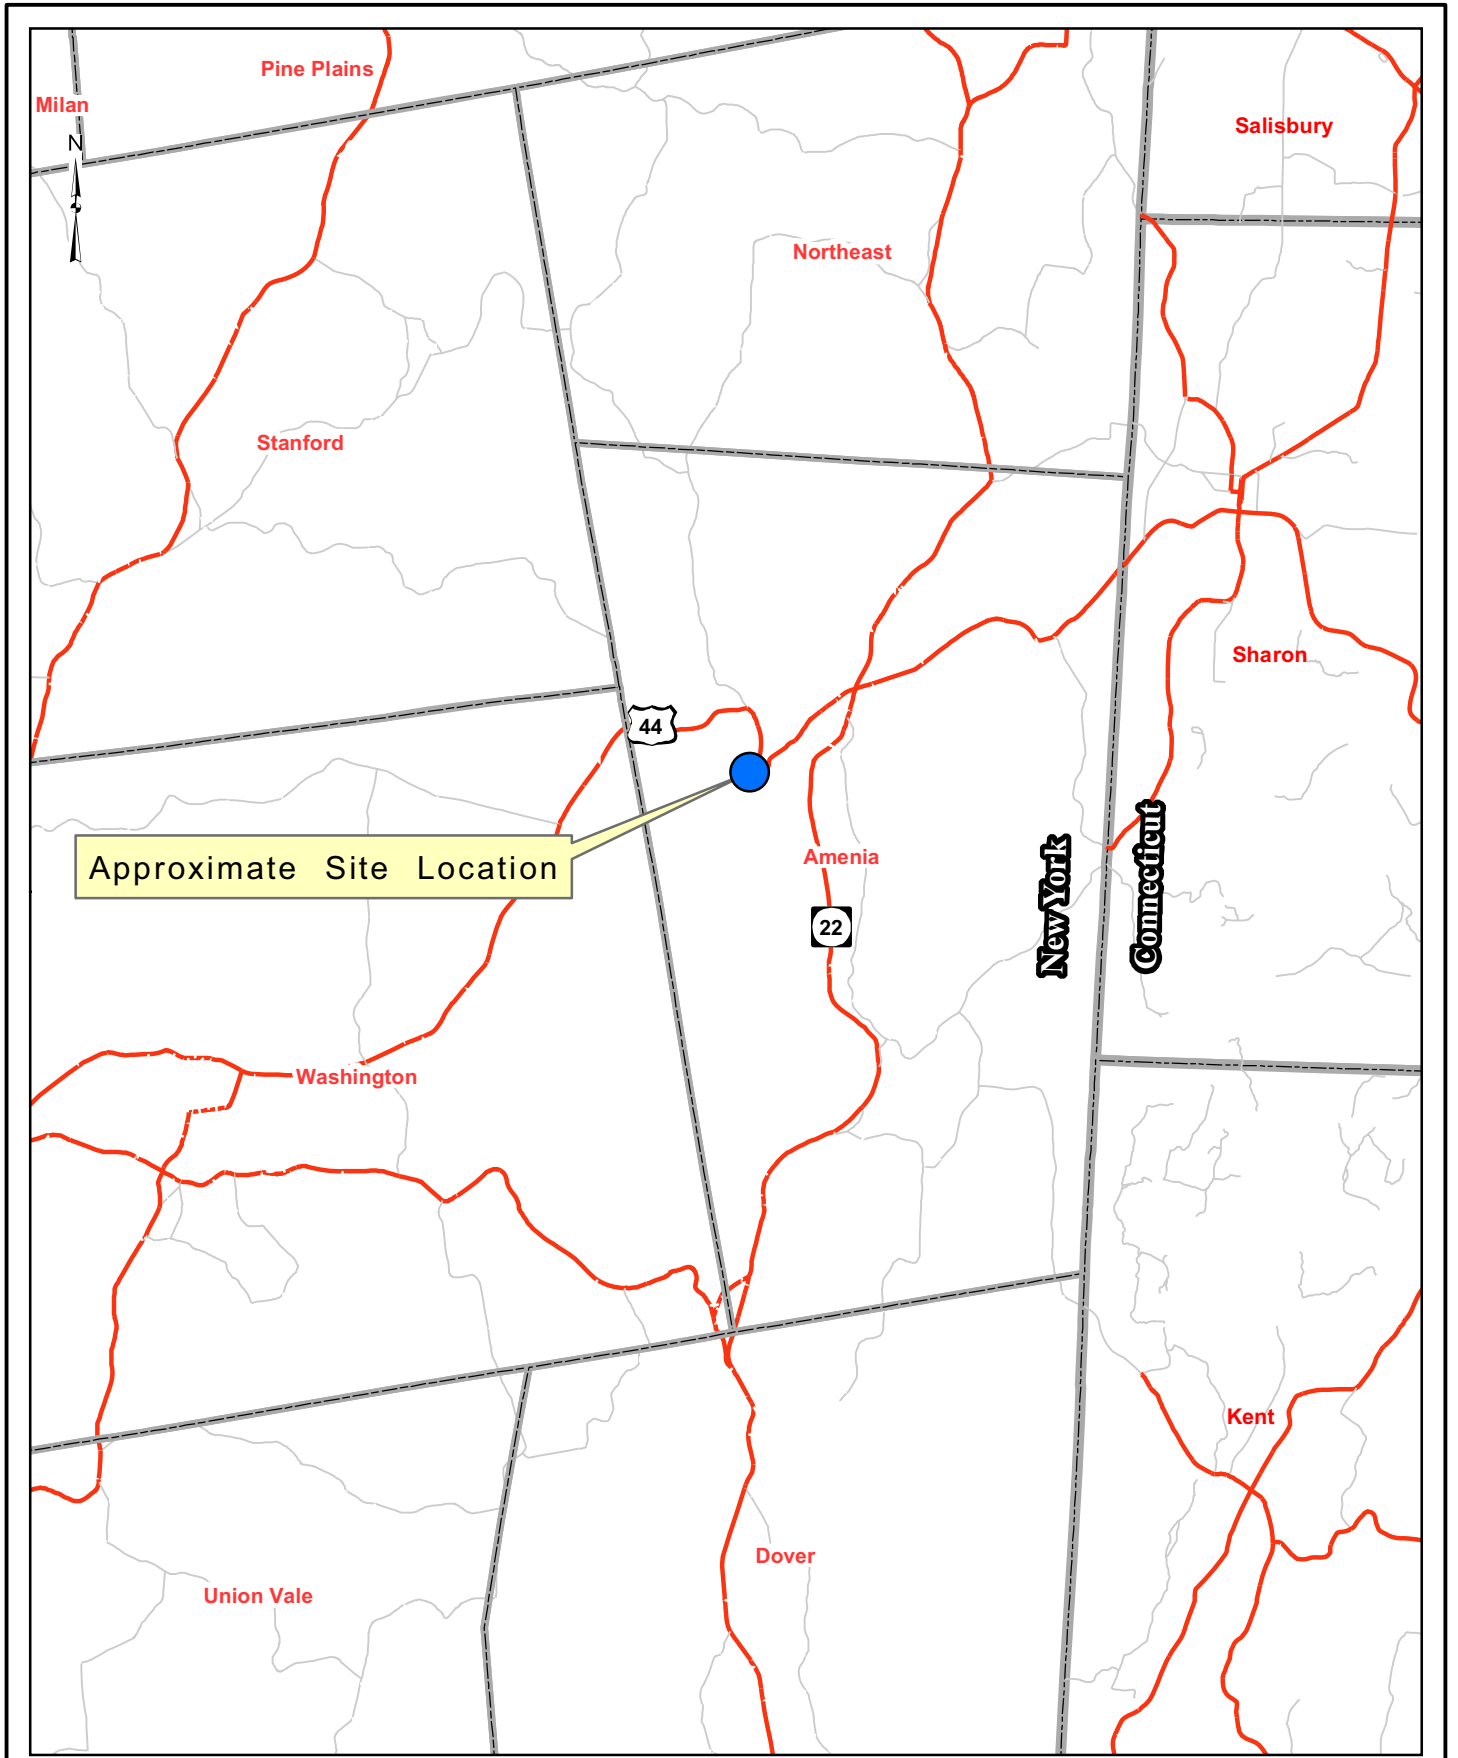 Pine Plains
Milan
N
Salisbury
Northeast
Stanford
Sharon
44
Approximate Site Location
Amenia
New York
Connecticut
22
Washington
Kent
Dover
Union Vale